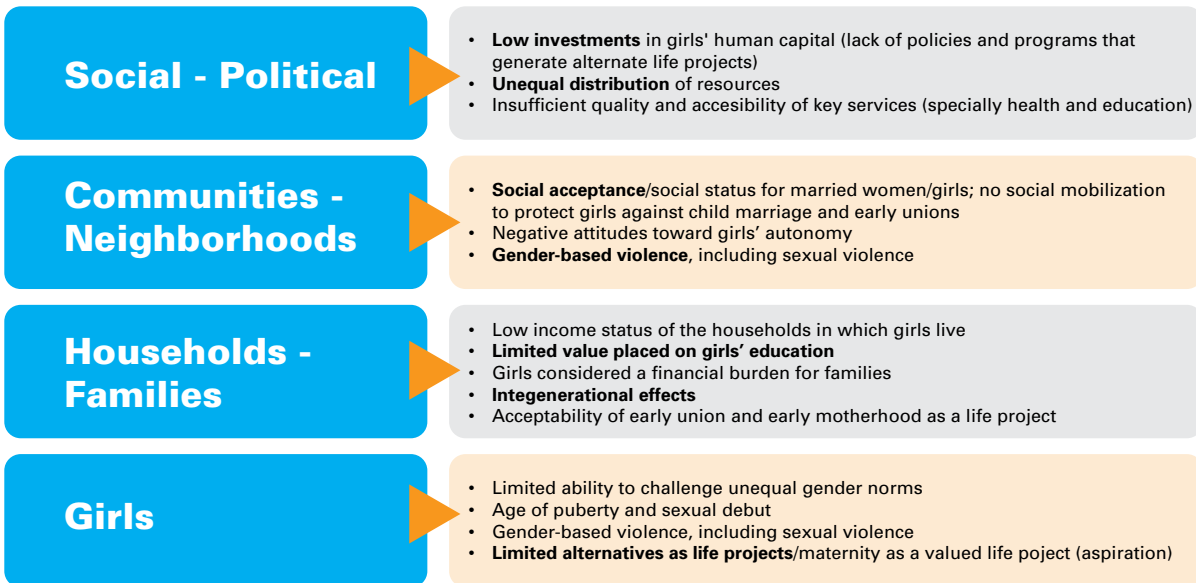 Social - Political
• Low investments in girls' human capital (lack of policies and programs that
generate alternate life projects)
• Unequal distribution of resources
• Insufficient quality and accesibility of key services (specially health and education)
Communities -
Neighborhoods
• Social acceptance/social status for married women/girls; no social mobilization
to protect girls against child marriage and early unions
• Negative attitudes toward girls’ autonomy
• Gender-based violence, including sexual violence
Households -
Families
• Low income status of the households in which girls live
• Limited value placed on girls’ education
• Girls considered a financial burden for families
• Integenerational effects
• Acceptability of early union and early motherhood as a life project
Girls
• Limited ability to challenge unequal gender norms
• Age of puberty and sexual debut
• Gender-based violence, including sexual violence
• Limited alternatives as life projects/maternity as a valued life poject (aspiration)